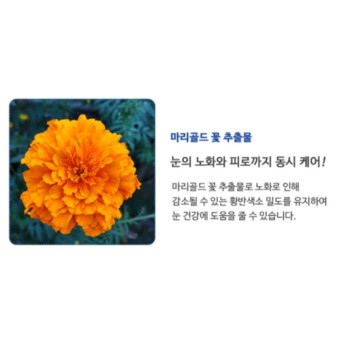 마리골드 꽃 추출물
눈의 노화와 피로까지 동시 케어!
마리골드 꽃 추출물로 노화로 인해
감소될 수 있는 황반색소 밀도를 유지하여
눈 건강에 도움을 줄 수 있습니다.